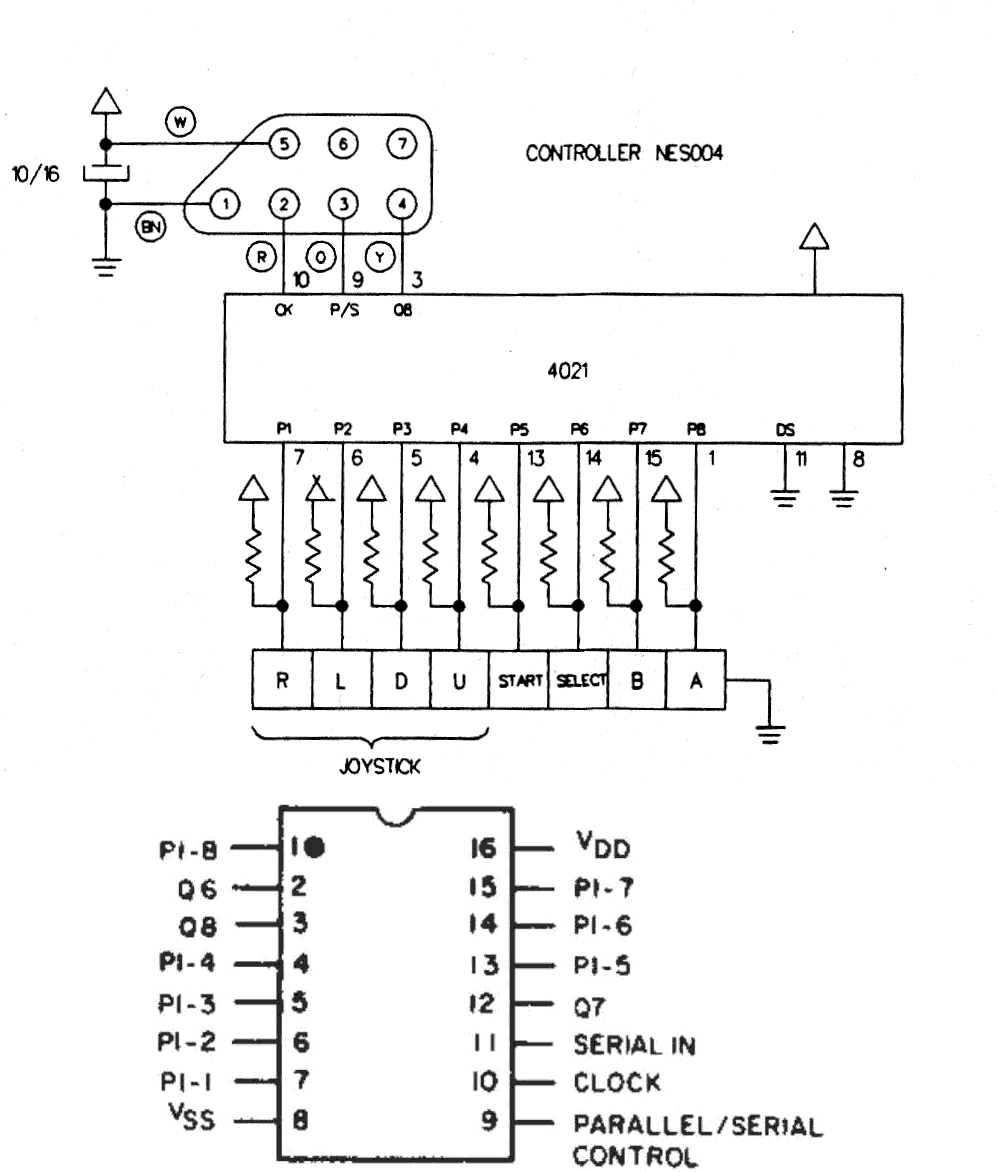 W
5 6 7
10/16
CONTROLLER NES004
1 2 3 4
BN
R O Y
10 9 3
CK P/S Q8
4021
P1 P2 P3 P4 P5 P6 P7 P8 DS
7 6 5 4 13 14 15 1 11 8
R L D U START SELECT B A
JOYSTICK
PI-8 1 16 VDD
Q6 2 15 PI-7
Q8 3 14 PI-6
PI-4 4 13 PI-5
PI-3 5 12 Q7
PI-2 6 11 SERIAL IN
PI-1 7 10 CLOCK
VSS 8 9 PARALLEL/SERIAL
CONTROL